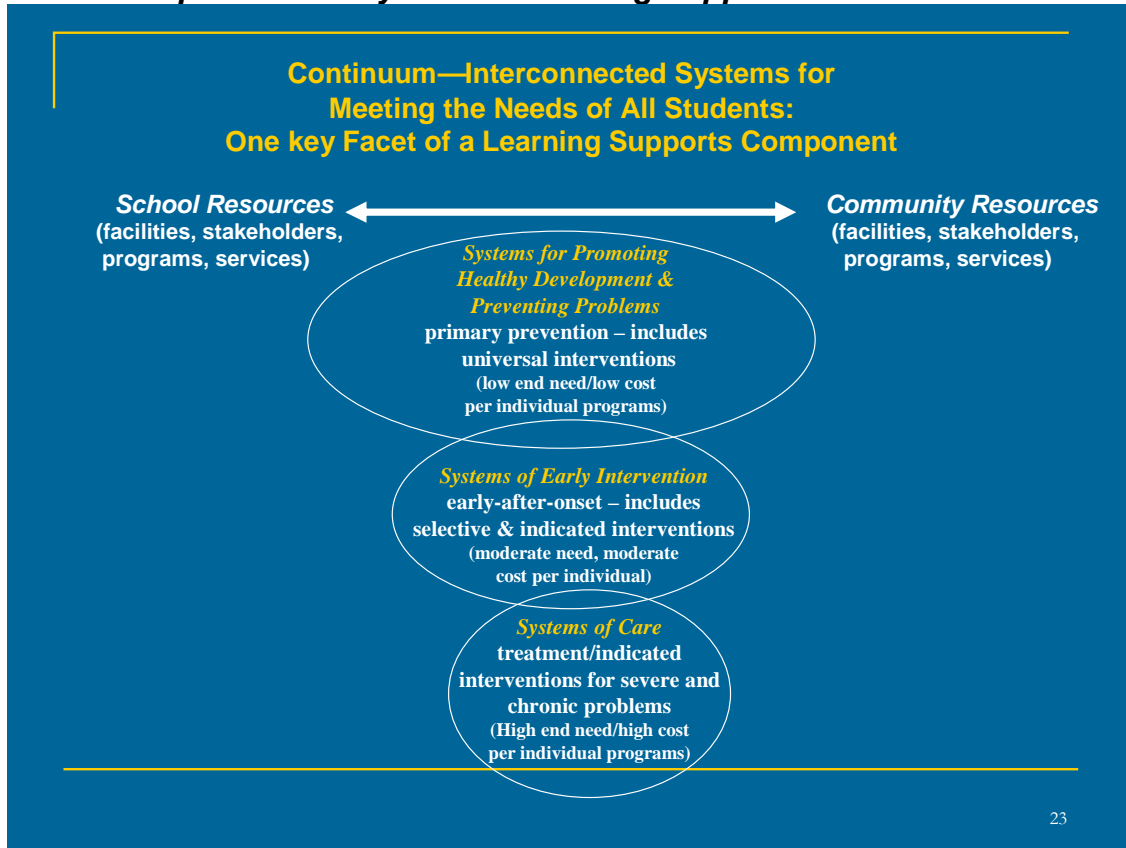 Continuum—Interconnected Systems for
Meeting the Needs of All Students:
One key Facet of a Learning Supports Component
School Resources
(facilities, stakeholders,
programs, services)
Community Resources
(facilities, stakeholders,
programs, services)
Systems for Promoting
Healthy Development &
Preventing Problems
primary prevention – includes
universal interventions
(low end need/low cost
per individual programs)
Systems of Early Intervention
early-after-onset – includes
selective & indicated interventions
(moderate need, moderate
cost per individual)
Systems of Care
treatment/indicated
interventions for severe and
chronic problems
(High end need/high cost
per individual programs)
23